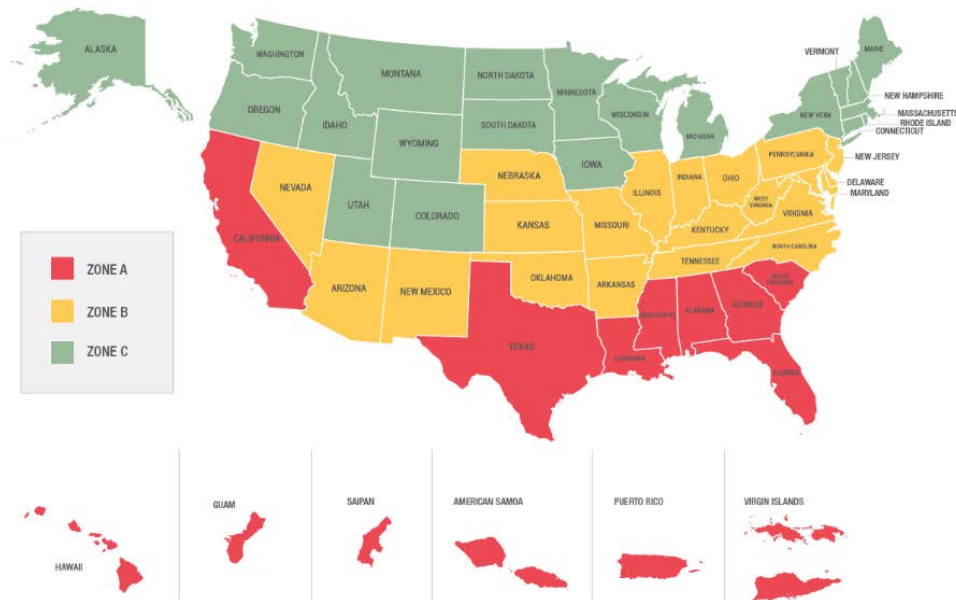 ALASKA
WASHINGTON
OREGON
IDAHO
MONTANA
WYOMING
NORTH DAKOTA
SOUTH DAKOTA
MINNESOTA
WISCONSIN
MICHIGAN
IOWA
VERMONT
MAINE
NEW HAMPSHIRE
NEW YORK
MASSACHUSETTS
RHODE ISLAND
CONNECTICUT
PENNSYLVANIA
NEW JERSEY
DELAWARE
MARYLAND
NEVADA
UTAH
COLORADO
NEBRASKA
KANSAS
ILLINOIS
INDIANA
OHIO
WEST
VIRGINIA
VIRGINIA
MISSOURI
KENTUCKY
NORTH CAROLINA
TENNESSEE
CALIFORNIA
ARIZONA
NEW MEXICO
OKLAHOMA
ARKANSAS
SOUTH
CAROLINA
MISSISSIPPI
ALABAMA
GEORGIA
TEXAS
LOUISIANA
FLORIDA
ZONE A
ZONE B
ZONE C
HAWAII
GUAM
SAIPAN
AMERICAN SAMOA
PUERTO RICO
VIRGIN ISLANDS